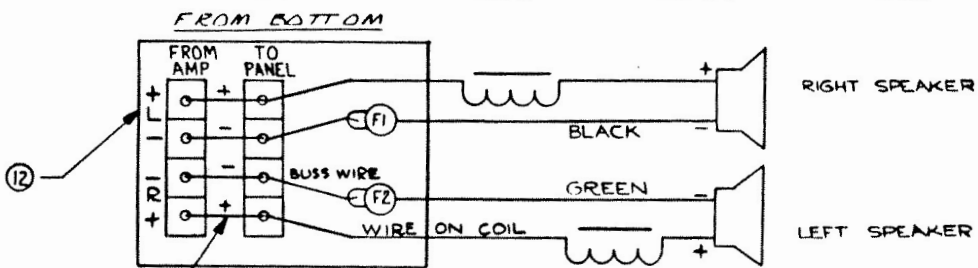 FROM BOTTOM
FROM AMP
TO PANEL
+
L
-
-
R
+
+
-
-
+
BUSS WIRE
F1
F2
BLACK
GREEN
WIRE ON COIL
+
-
RIGHT SPEAKER
-
+
LEFT SPEAKER
12